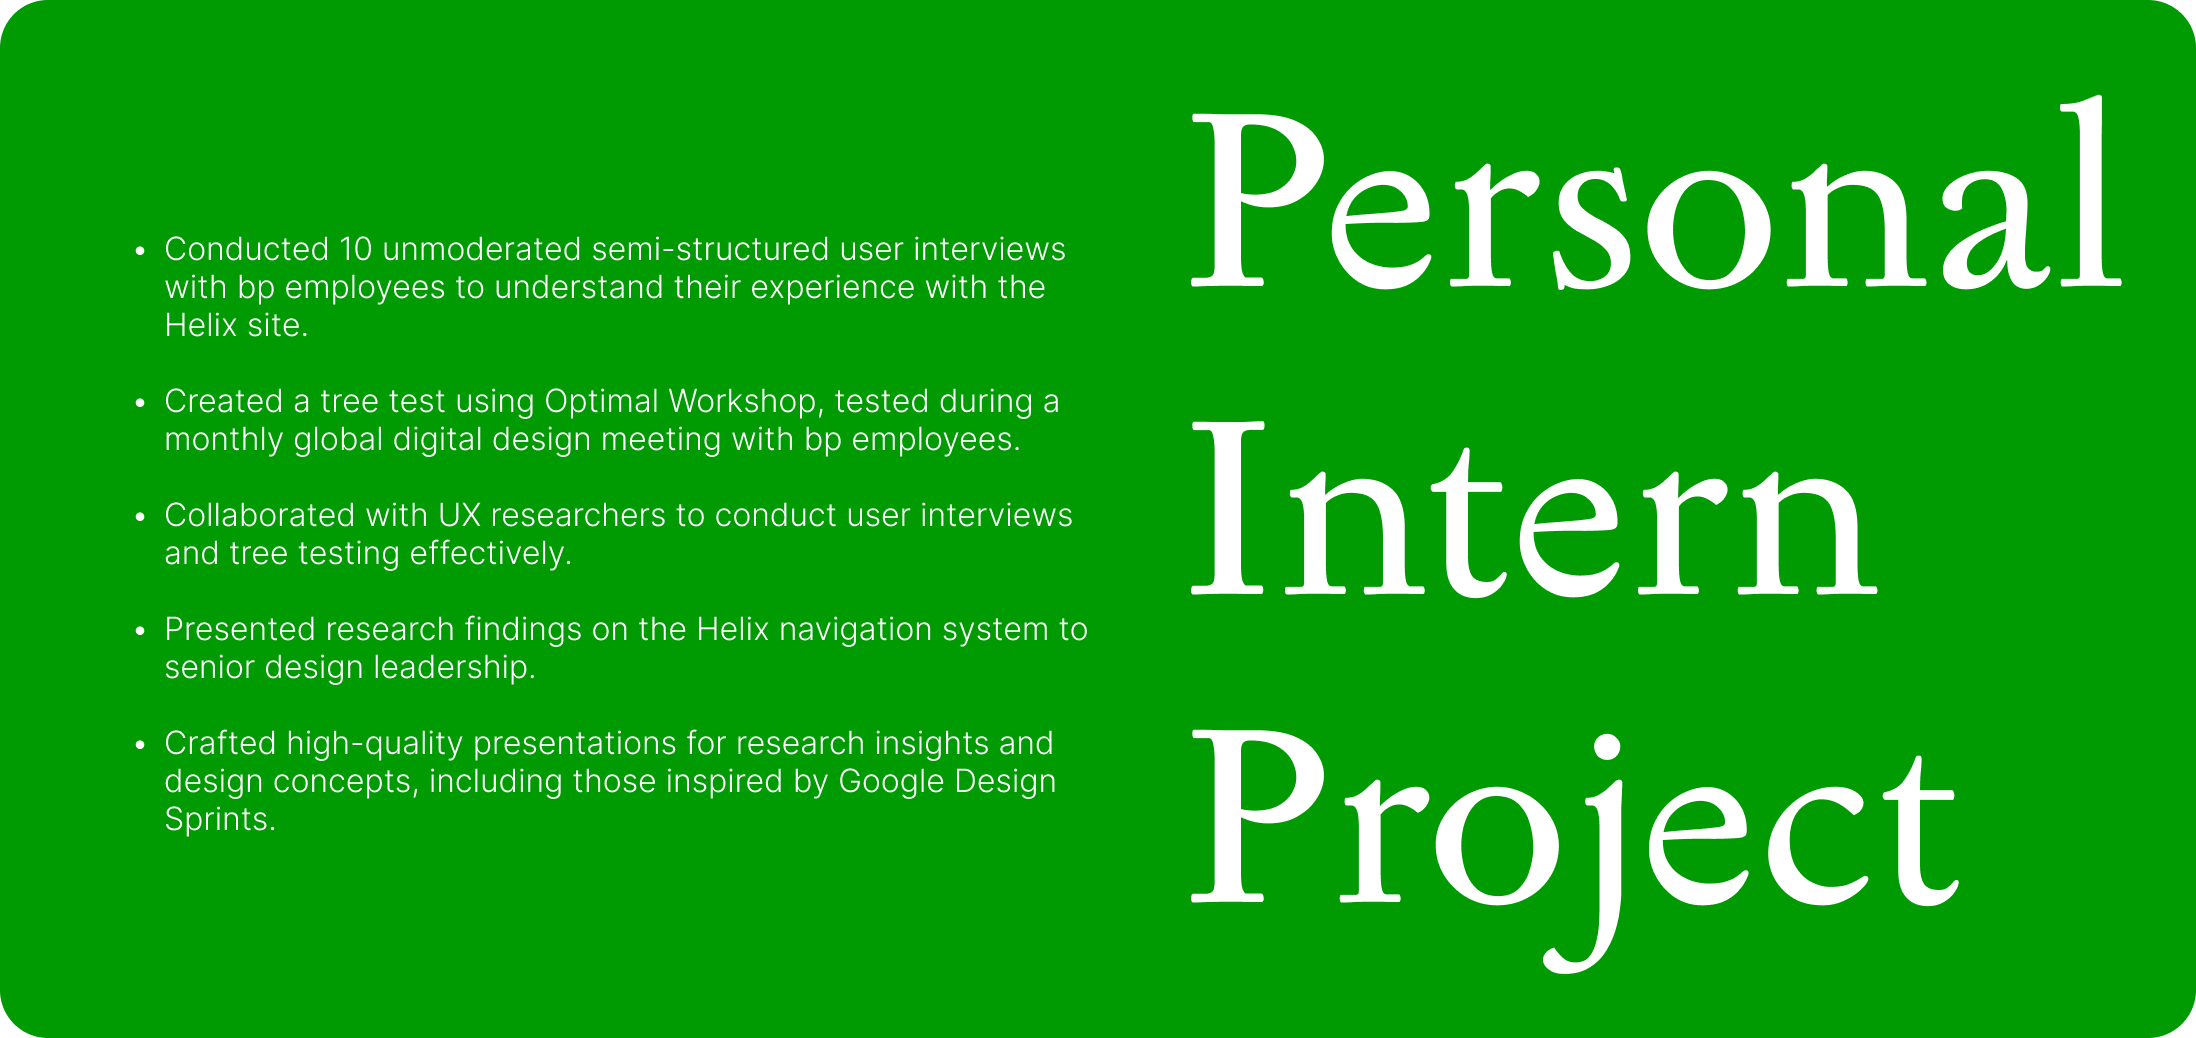 • Conducted 10 unmoderated semi-structured user interviews
with bp employees to understand their experience with the
Helix site.
• Created a tree test using Optimal Workshop, tested during a
monthly global digital design meeting with bp employees.
• Collaborated with UX researchers to conduct user interviews
and tree testing effectively.
• Presented research findings on the Helix navigation system to
senior design leadership.
• Crafted high-quality presentations for research insights and
design concepts, including those inspired by Google Design
Sprints.
Personal
Intern
Project